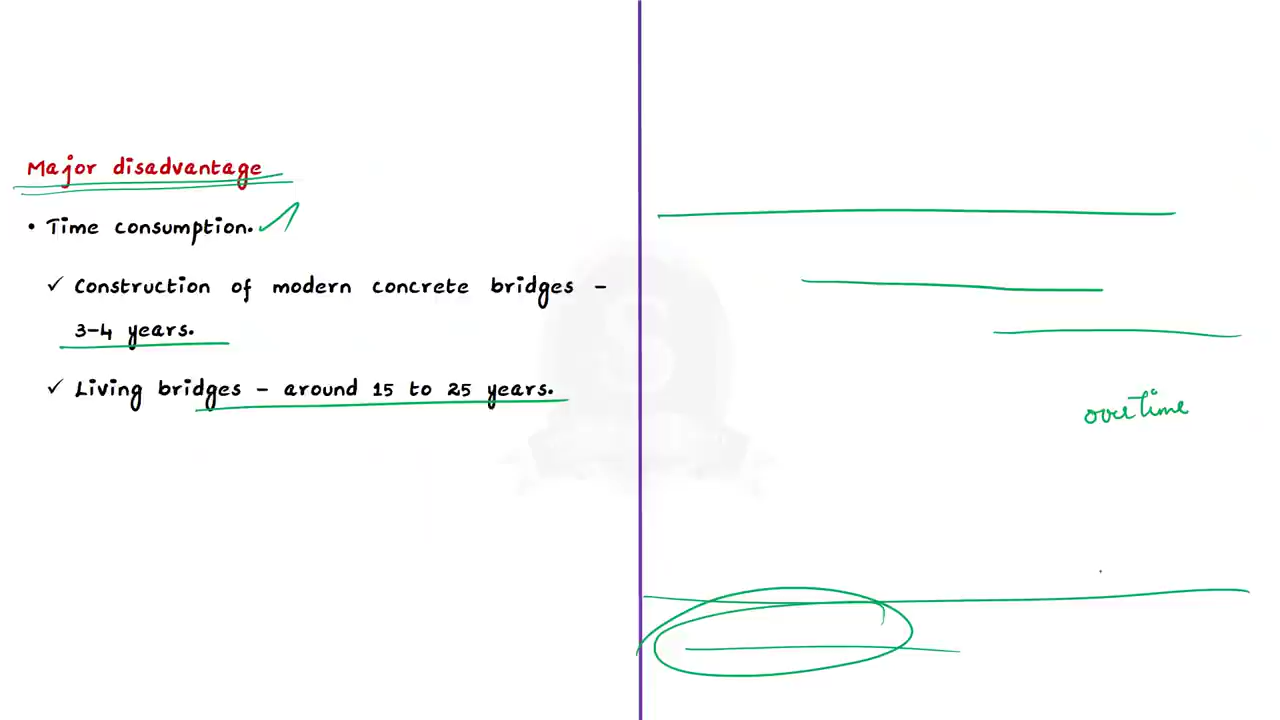 Major disadvantage
• Time consumption.
✓ Construction of modern concrete bridges -
3-4 years.
✓ Living bridges - around 15 to 25 years.
overtime